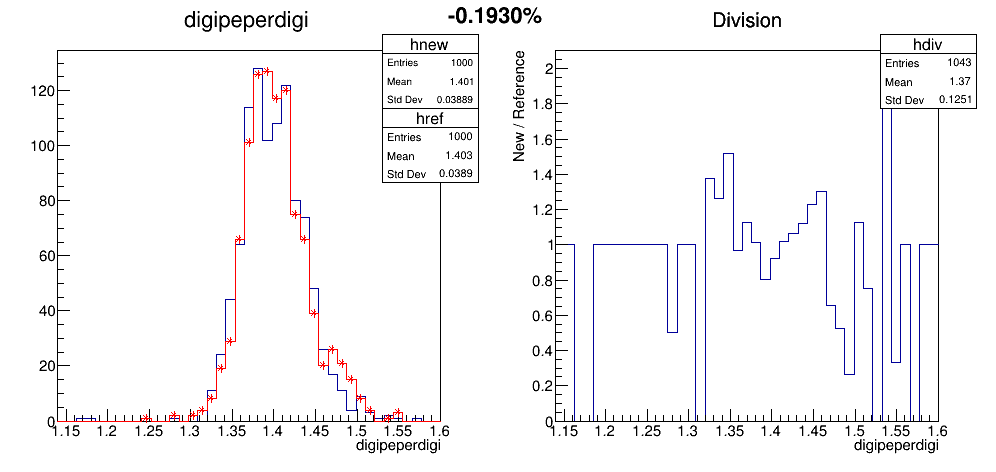 -0.1930%
digipeperdigi
hnew
Entries 1000
Mean 1.401
Std Dev 0.03889
href
Entries 1000
Mean 1.403
Std Dev 0.0389
120
100
80
60
40
20
0
1.15 1.2 1.25 1.3 1.35 1.4 1.45 1.5 1.55 1.6
digipeperdigi
Division
hdiv
Entries 1043
Mean 1.37
Std Dev 0.1251
New / Reference
2
1.8
1.6
1.4
1.2
1
0.8
0.6
0.4
0.2
0
1.15 1.2 1.25 1.3 1.35 1.4 1.45 1.5 1.55 1.6
digipeperdigi